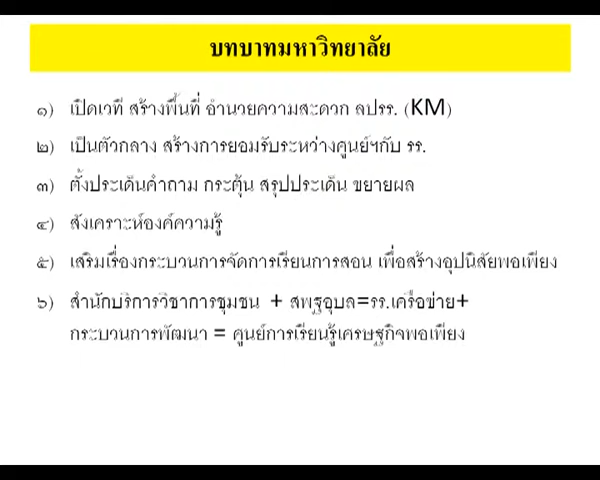 บทบาทมหาวิทยาลัย
๑) เปิดเวที สร้างพื้นที่ อำนวยความสะดวก ลปรร. (KM)
๒) เป็นตัวกลาง สร้างการยอมรับระหว่างศูนย์ฯกับ รร.
๓) ตั้งประเด็นคำถาม กระตุ้น สรุปประเด็น ขยายผล
๔) สังเคราะห์องค์ความรู้
๕) เสริมเรื่องกระบวนการจัดการเรียนการสอน เพื่อสร้างอุปนิสัยพอเพียง
๖) สำนักบริการวิชาการชุมชน + สพฐอุบล=รร.เครือข่าย+
กระบวนการพัฒนา = ศูนย์การเรียนรู้เศรษฐกิจพอเพียง